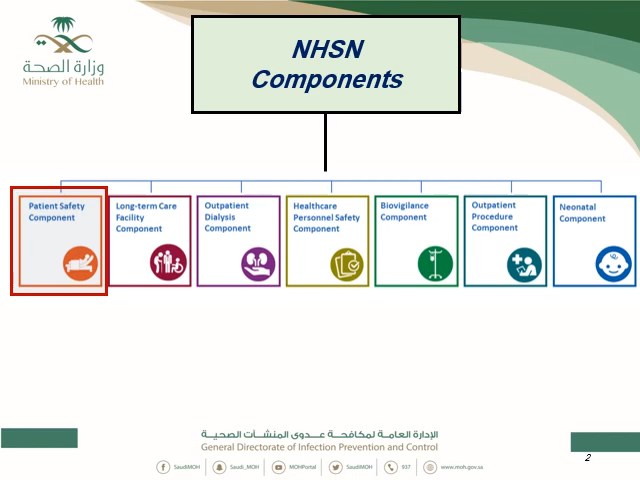 وزارة الصحة
Ministry of Health
NHSN
Components
Patient Safety
Component
Long-term Care
Facility
Component
Outpatient
Dialysis
Component
Healthcare
Personnel Safety
Component
Biovigilance
Component
Outpatient
Procedure
Component
Neonatal
Component
الإدارة العامة لمكافحة عدوى المنشآت الصحية
General Directorate of Infection Prevention and Control
SaudiMOH
Saudi_MOH
MOHPortal
SaudiMOH
937
www.moh.gov.sa
2